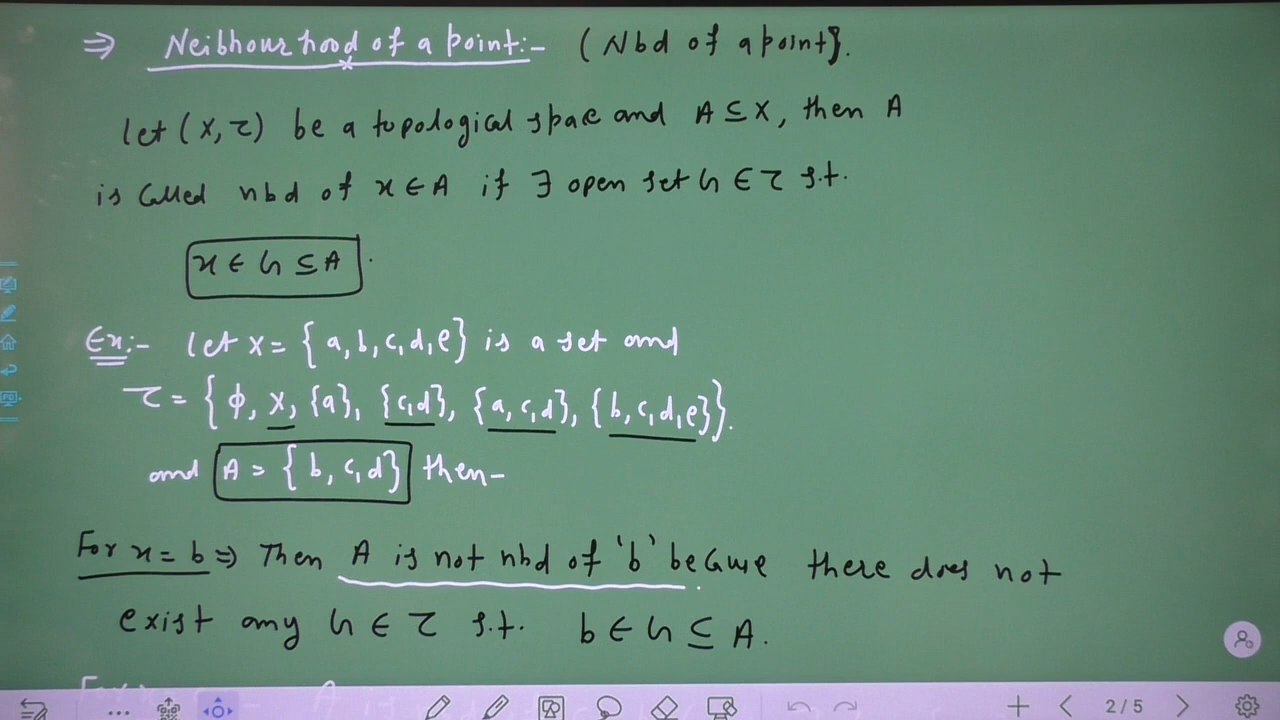 ⇒ Neibhourhood of a point:- (Nbd of a point}.
let (X, τ) be a topological space and A ⊆ X, then A
is called nbd of x ∈ A if ∃ open set G ∈ τ s.t.
x ∈ G ⊆ A.
Ex:- let X = {a, b, c, d, e} is a set and
τ = {ϕ, X, {a}, {c, d}, {a, c, d}, {b, c, d, e}}.
and A = {b, c, d} then-
For x = b ⇒ Then A is not nbd of 'b' because there does not
exist any G ∈ τ s.t. b ∈ G ⊆ A.
2/5